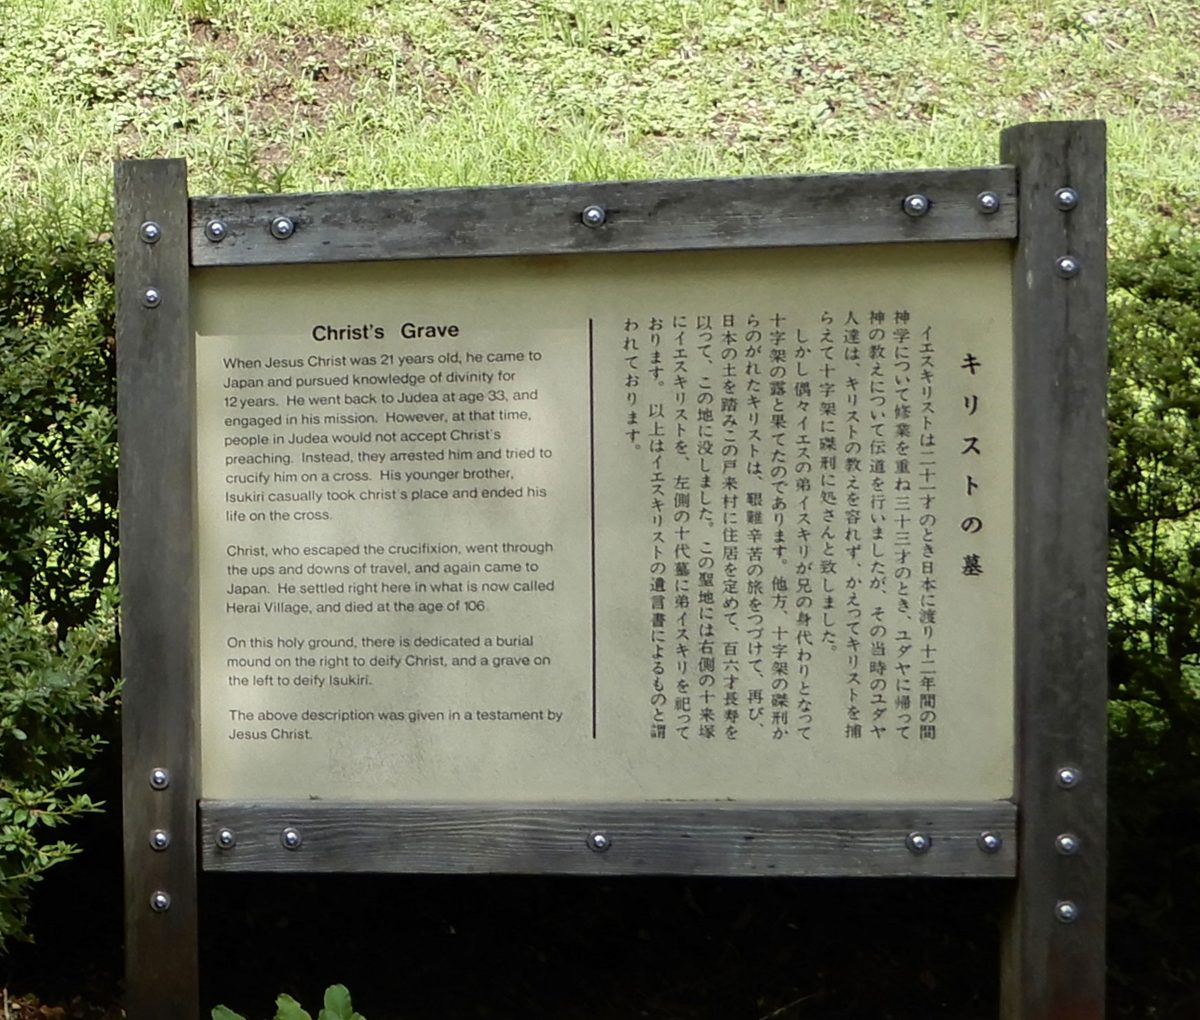 Christ's Grave
When Jesus Christ was 21 years old, he came to
Japan and pursued knowledge of divinity for
12 years. He went back to Judea at age 33, and
engaged in his mission. However, at that time,
people in Judea would not accept Christ's
preaching. Instead, they arrested him and tried to
crucify him on a cross. His younger brother,
Isukiri casually took christ's place and ended his
life on the cross.
Christ, who escaped the crucifixion, went through
the ups and downs of travel, and again came to
Japan. He settled right here in what is now called
Herai Village, and died at the age of 106.
On this holy ground, there is dedicated a burial
mound on the right to deify Christ, and a grave on
the left to deify Isukiri.
The above description was given in a testament by
Jesus Christ.
キリストの墓
イエスキリストは二十一才のとき日本に渡り十二年間の間
神学について修業を重ね三十三才のとき、ユダヤに帰って
神の教えについて伝道を行いましたが、その当時のユダヤ
人達は、キリストの教えを容れず、かえってキリストを捕
らえて十字架に磔刑に処さんと致しました。
しかし偶々イエスの弟イスキリが兄の身代わりとなって
十字架の露と果てたのであります。他方、十字架の磔刑か
らのがれたキリストは、艱難辛苦の旅をつづけて、再び、
日本の土を踏みこの戸来村に住居を定めて、百六才長寿を
以って、この地に没しました。この聖地には右側の十来塚
にイエスキリストを、左側の十代墓に弟イスキリを祀って
おります。以上はイエスキリストの遺言書によるものと謂
われております。